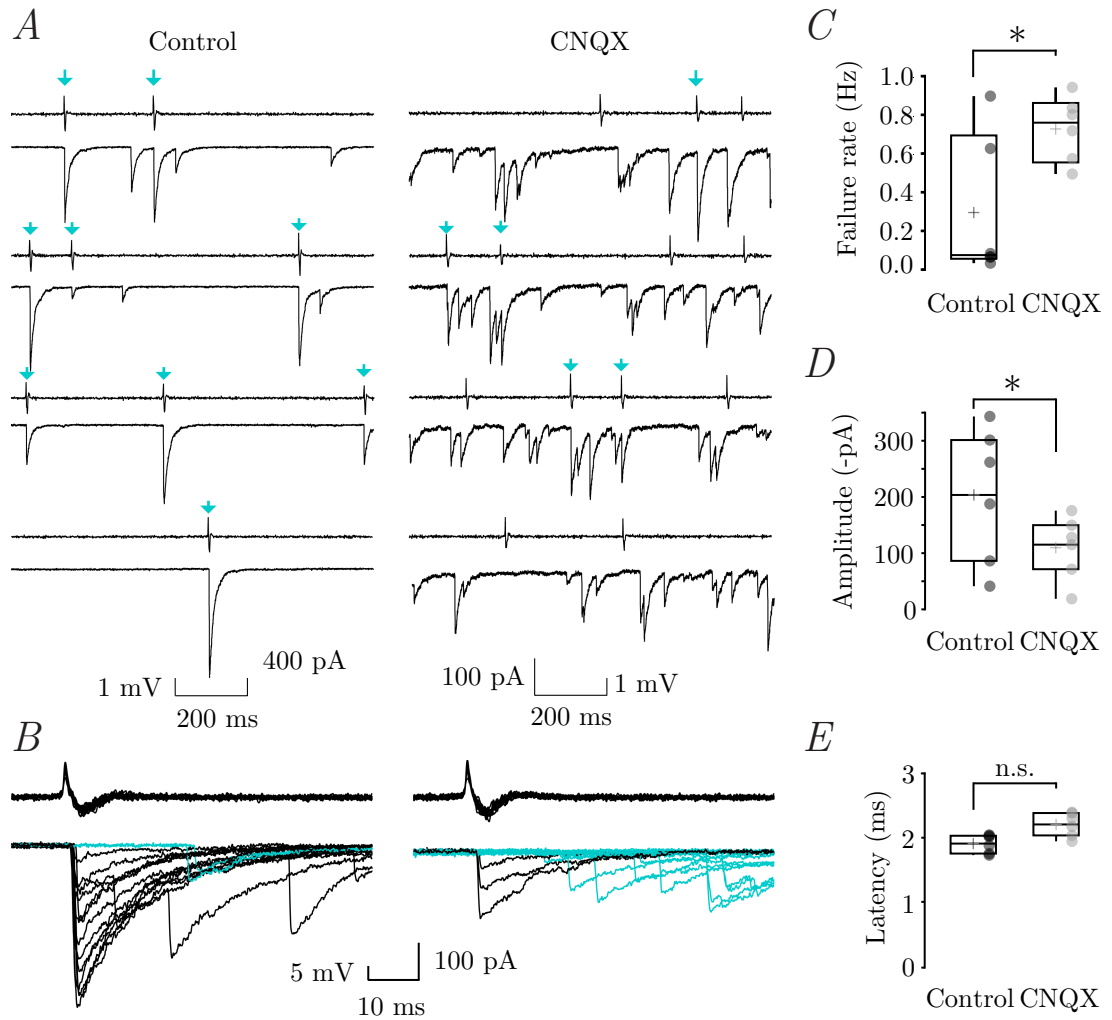 A
Control
CNQX
1 mV
400 pA
200 ms
100 pA
1 mV
200 ms
B
5 mV
100 pA
10 ms
C
*
Failure rate (Hz)
1.0
0.8
0.6
0.4
0.2
0.0
Control CNQX
D
*
Amplitude (-pA)
300
200
100
0
Control CNQX
E
n.s.
Latency (ms)
3
2
1
0
Control CNQX